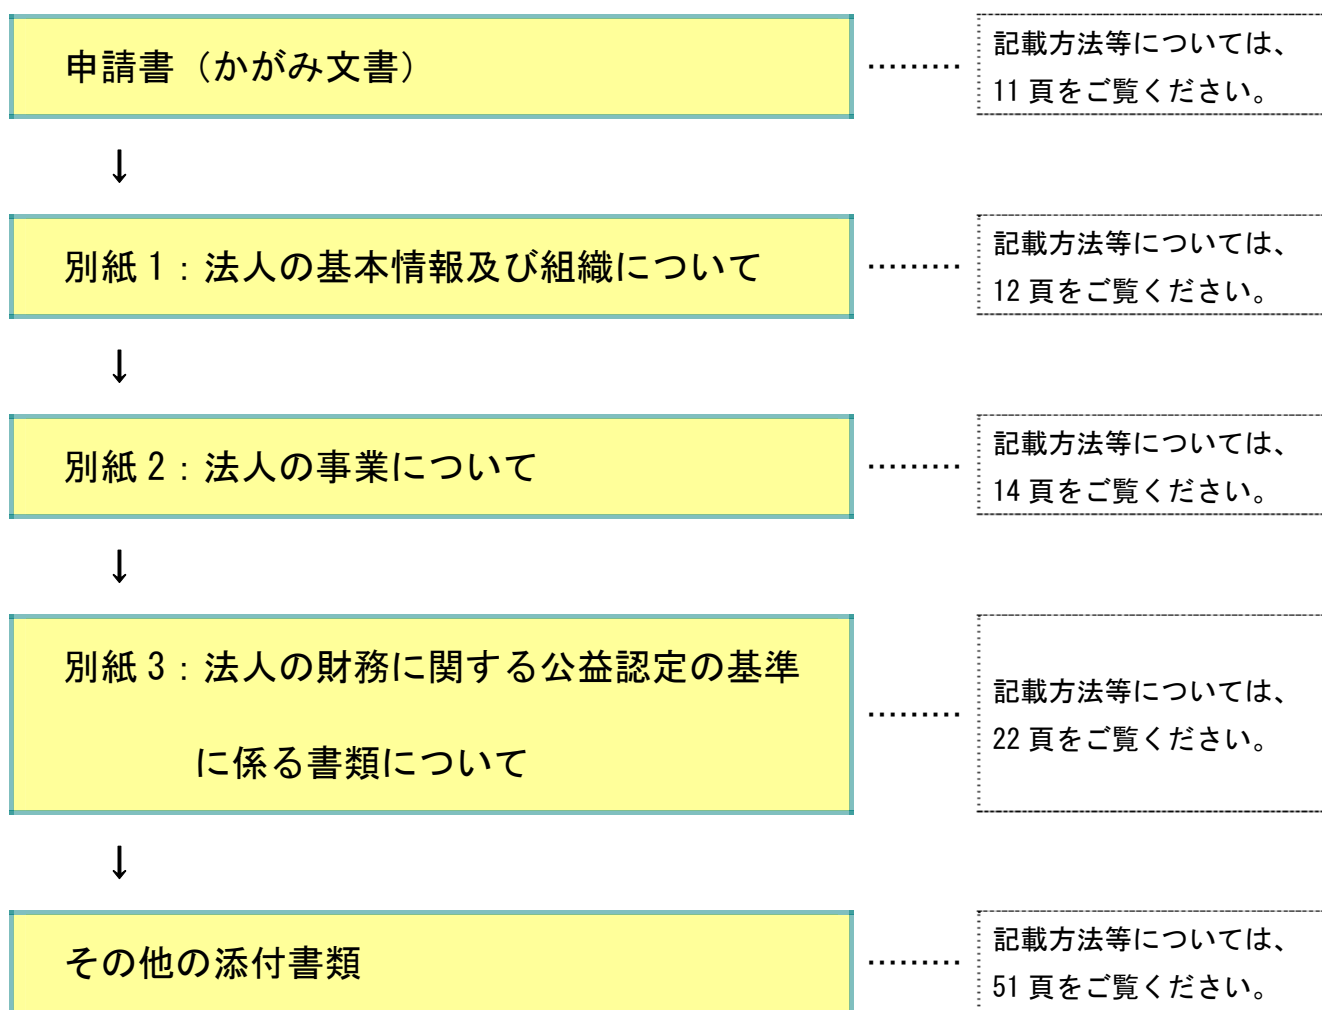 申請書（かがみ文書）
………
記載方法等については、
11 頁をご覧ください。
↓
別紙 1：法人の基本情報及び組織について
………
記載方法等については、
12 頁をご覧ください。
↓
別紙 2：法人の事業について
………
記載方法等については、
14 頁をご覧ください。
↓
別紙 3：法人の財務に関する公益認定の基準
に係る書類について
………
記載方法等については、
22 頁をご覧ください。
↓
その他の添付書類
………
記載方法等については、
51 頁をご覧ください。